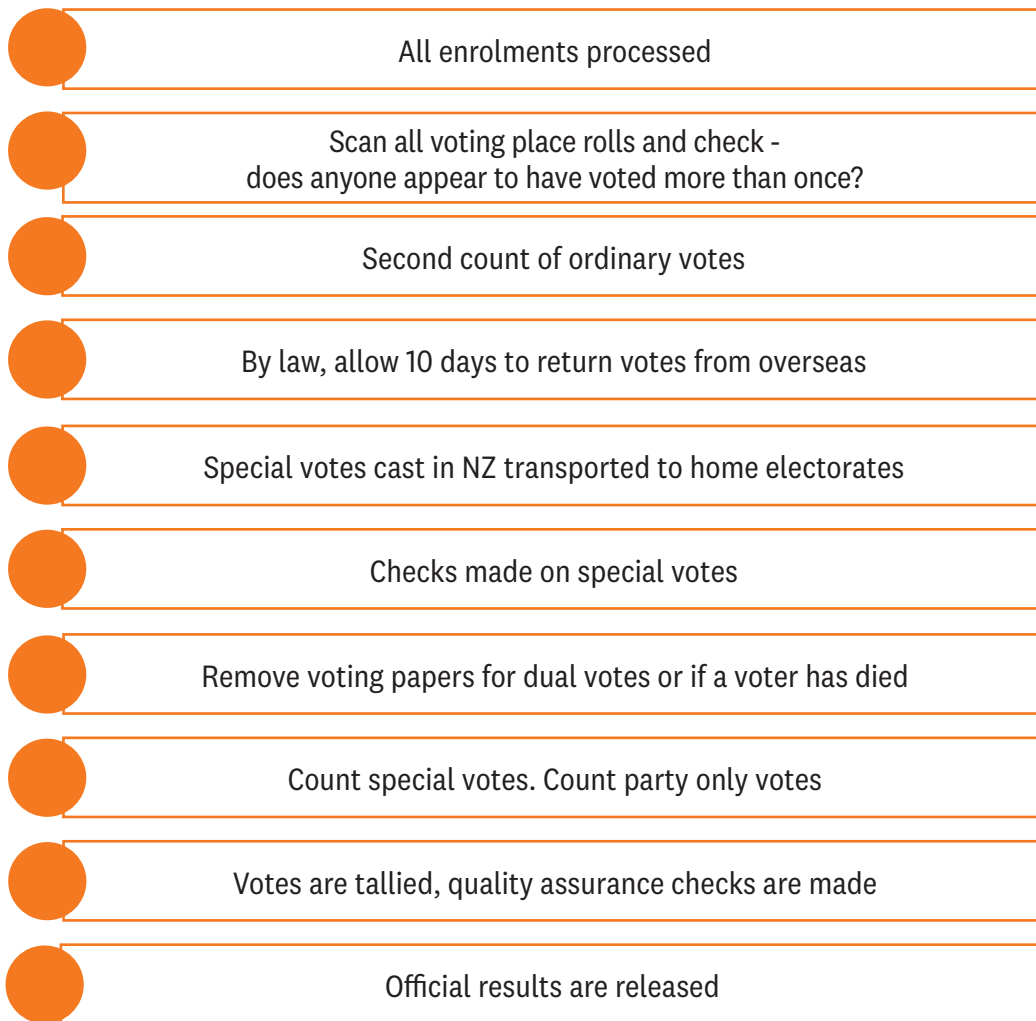 All enrolments processed
Scan all voting place rolls and check -
does anyone appear to have voted more than once?
Second count of ordinary votes
By law, allow 10 days to return votes from overseas
Special votes cast in NZ transported to home electorates
Checks made on special votes
Remove voting papers for dual votes or if a voter has died
Count special votes. Count party only votes
Votes are tallied, quality assurance checks are made
Official results are released